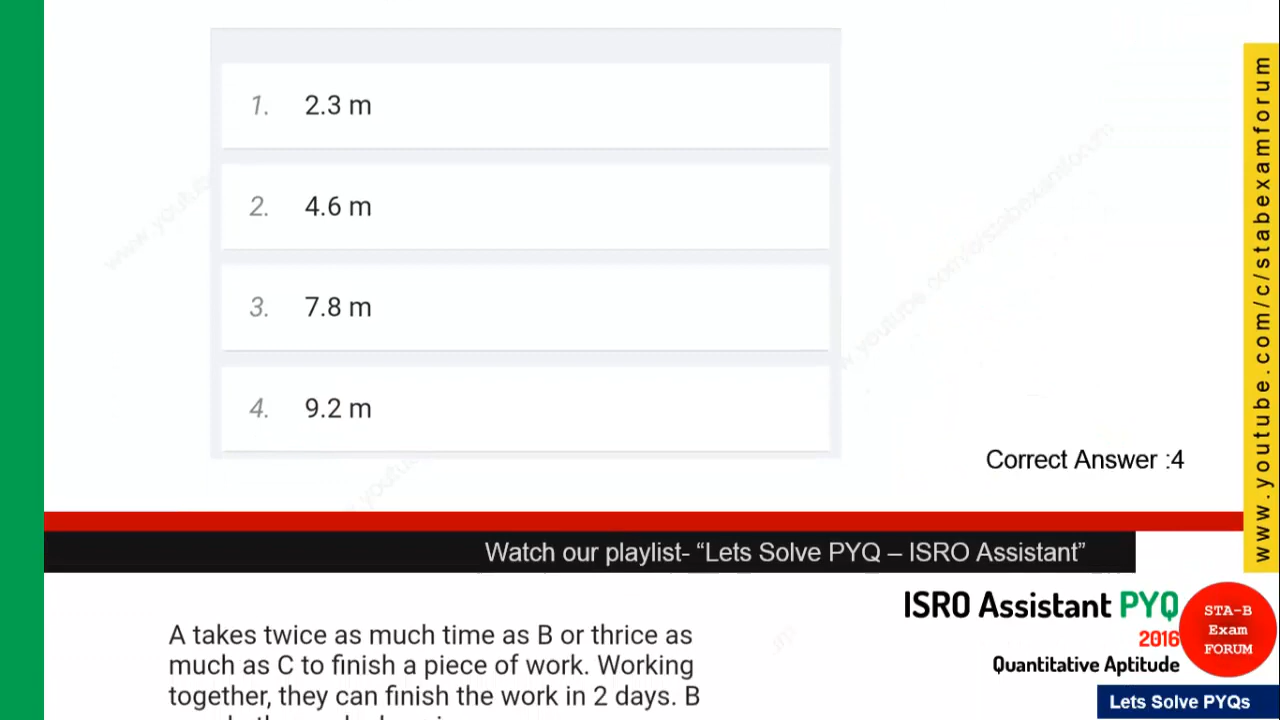 1. 2.3 m
2. 4.6 m
3. 7.8 m
4. 9.2 m
Correct Answer :4
www.youtube.com/c/stabexamforum
Watch our playlist- “Lets Solve PYQ – ISRO Assistant”
ISRO Assistant PYQ
2016
Quantitative Aptitude
STA-B
Exam
FORUM
Lets Solve PYQs
A takes twice as much time as B or thrice as
much as C to finish a piece of work. Working
together, they can finish the work in 2 days. B